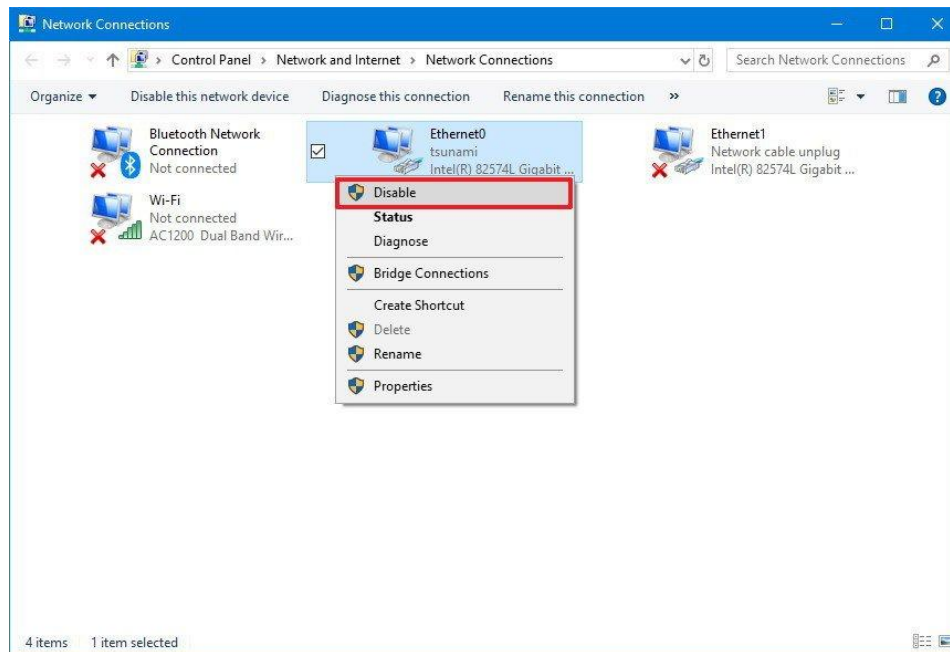 Network Connections
Control Panel > Network and Internet > Network Connections
Search Network Connections
Organize
Disable this network device
Diagnose this connection
Rename this connection
»
Bluetooth Network
Connection
Not connected
Ethernet0
tsunami
Intel(R) 82574L Gigabit ...
Ethernet1
Network cable unplug
Intel(R) 82574L Gigabit ...
Wi-Fi
Not connected
AC1200 Dual Band Wir...
Disable
Status
Diagnose
Bridge Connections
Create Shortcut
Delete
Rename
Properties
4 items
1 item selected